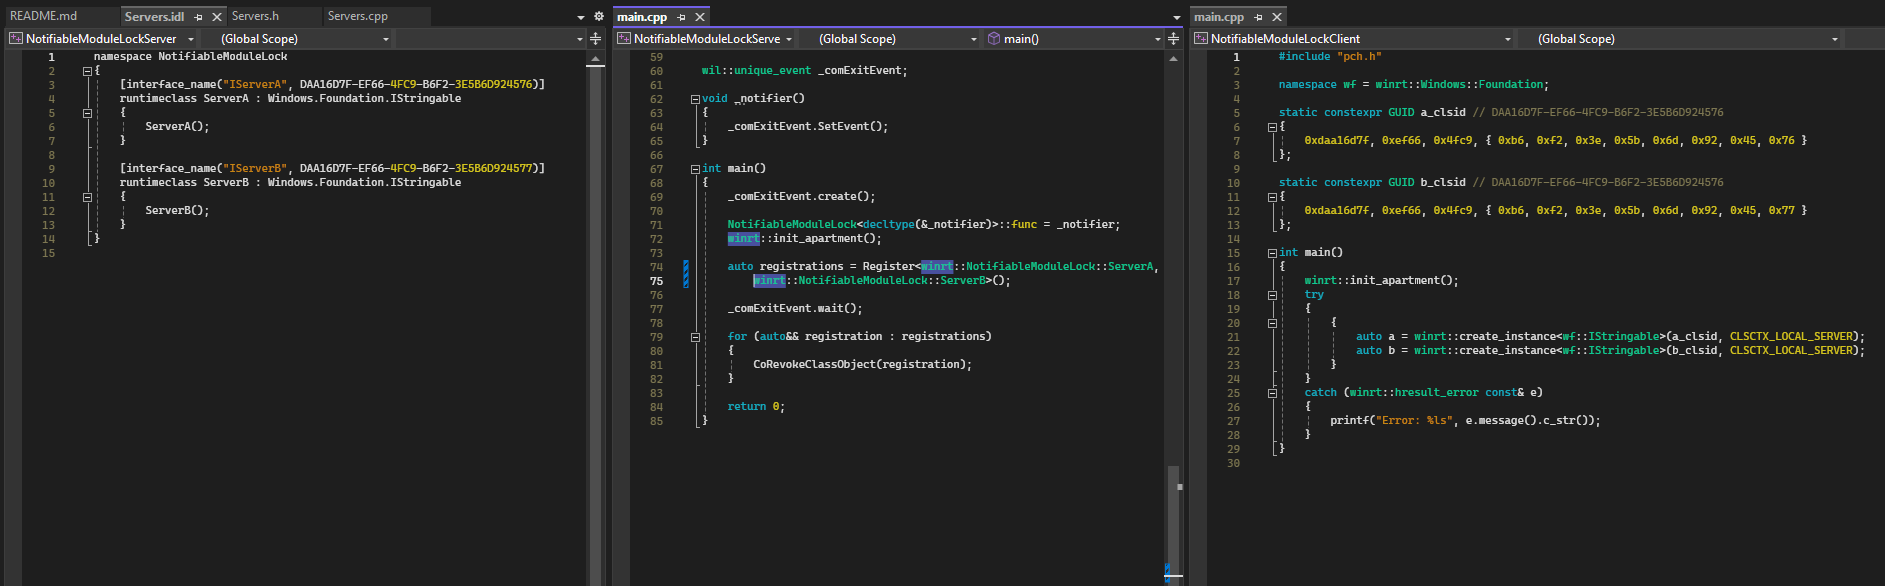 README.md Servers.idl Servers.h Servers.cpp
NotifiableModuleLockServer (Global Scope)
1 namespace NotifiableModuleLock
2 {
3 [interface_name("IServerA", DAA16D7F-EF66-4FC9-B6F2-3E5B6D924576)]
4 runtimeclass ServerA : Windows.Foundation.IStringable
5 {
6 ServerA();
7 }
8
9 [interface_name("IServerB", DAA16D7F-EF66-4FC9-B6F2-3E5B6D924577)]
10 runtimeclass ServerB : Windows.Foundation.IStringable
11 {
12 ServerB();
13 }
14 }
15
main.cpp
NotifiableModuleLockServe (Global Scope) main()
59
60 wil::unique_event _comExitEvent;
61
62 void _notifier()
63 {
64 _comExitEvent.SetEvent();
65 }
66
67 int main()
68 {
69 _comExitEvent.create();
70
71 NotifiableModuleLock<decltype(&_notifier)>::func = _notifier;
72 winrt::init_apartment();
73
74 auto registrations = Register<winrt::NotifiableModuleLock::ServerA,
75 winrt::NotifiableModuleLock::ServerB>();
76
77 _comExitEvent.wait();
78
79 for (auto&& registration : registrations)
80 {
81 CoRevokeClassObject(registration);
82 }
83
84 return 0;
85 }
main.cpp
NotifiableModuleLockClient (Global Scope)
1 #include "pch.h"
2
3 namespace wf = winrt::Windows::Foundation;
4
5 static constexpr GUID a_clsid // DAA16D7F-EF66-4FC9-B6F2-3E5B6D924576
6 {
7 0xdaa16d7f, 0xef66, 0x4fc9, { 0xb6, 0xf2, 0x3e, 0x5b, 0x6d, 0x92, 0x45, 0x76 }
8 };
9
10 static constexpr GUID b_clsid // DAA16D7F-EF66-4FC9-B6F2-3E5B6D924576
11 {
12 0xdaa16d7f, 0xef66, 0x4fc9, { 0xb6, 0xf2, 0x3e, 0x5b, 0x6d, 0x92, 0x45, 0x77 }
13 };
14
15 int main()
16 {
17 winrt::init_apartment();
18 try
19 {
20 {
21 auto a = winrt::create_instance<wf::IStringable>(a_clsid, CLSCTX_LOCAL_SERVER);
22 auto b = winrt::create_instance<wf::IStringable>(b_clsid, CLSCTX_LOCAL_SERVER);
23 }
24 }
25 catch (winrt::hresult_error const& e)
26 {
27 printf("Error: %ls", e.message().c_str());
28 }
29 }
30